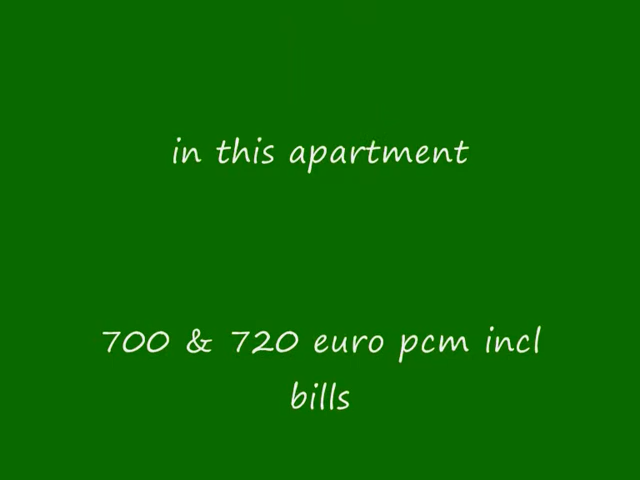 in this apartment
700 & 720 euro pcm incl
bills